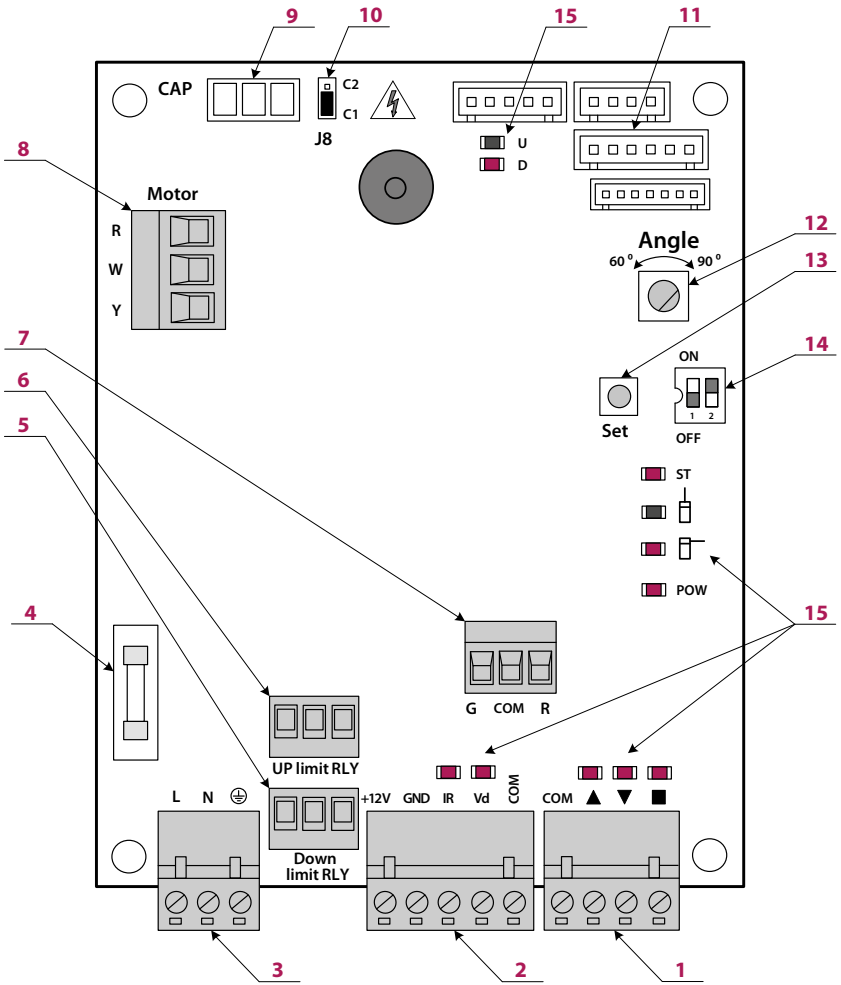 9
10
15
11
CAP
C2
C1
J8
U
D
8
Motor
R
W
Y
Angle
60 º
90 º
12
13
7
6
5
ON
1 2
OFF
14
Set
ST
POW
4
15
G COM R
UP limit RLY
L N
+12V GND IR Vd COM
COM ▲ ▼ ■
Down
limit RLY
3
2
1